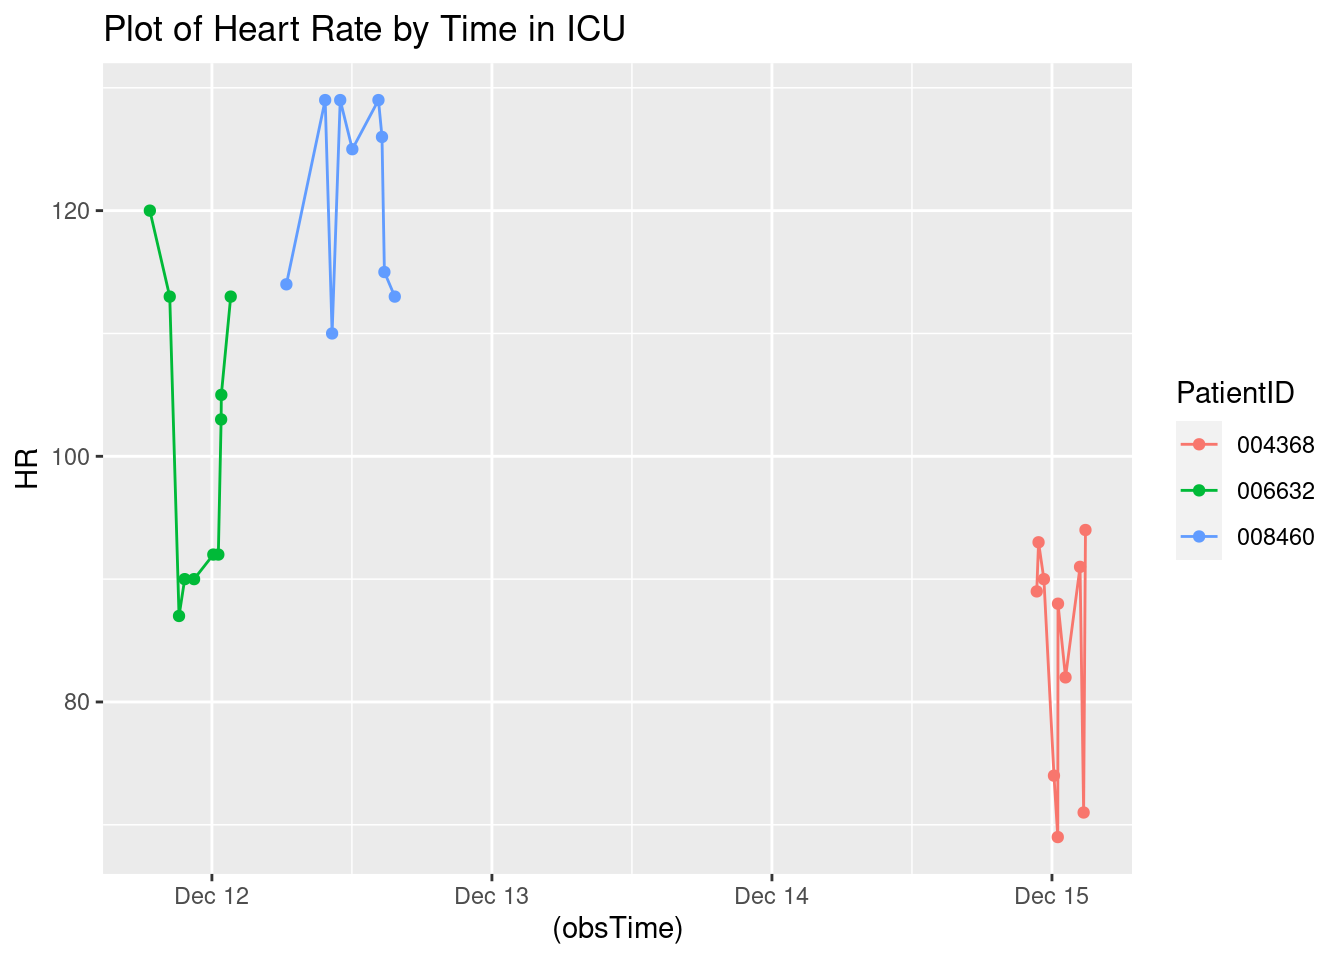 Plot of Heart Rate by Time in ICU
HR
120
100
80
Dec 12
Dec 13
Dec 14
Dec 15
(obsTime)
PatientID
004368
006632
008460